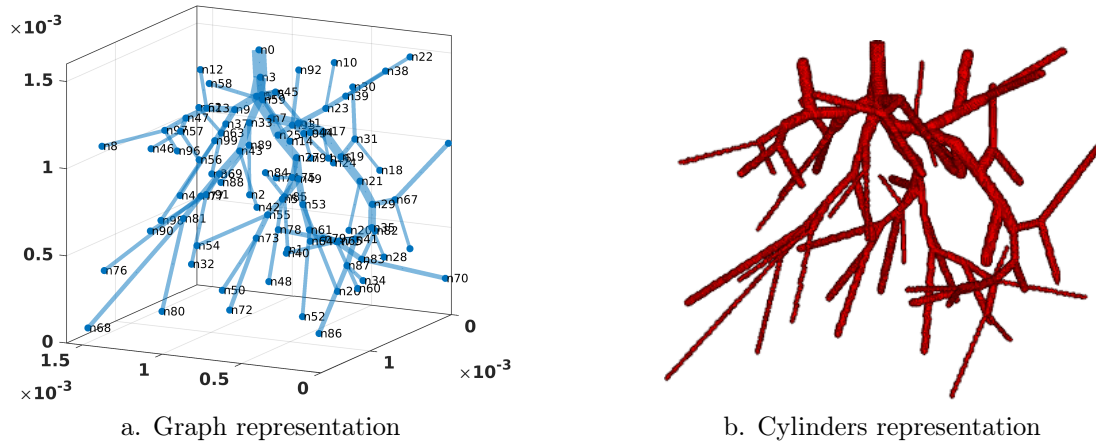 ×10-3
1.5
1
0.5
0
n0
n22
n3
n92
n10
n38
n12
n58
n30
n45
n39
n59
n9
n23
n47
n37
n33
n7
n17
n97
n57
n63
n25
n31
n8
n46
n99
n14
n96
n89
n43
n19
n56
n24
n18
n69
n84
n21
n88
n49
n4
n91
n2
n67
n42
n53
n29
n98
n81
n55
n90
n61
n20
n73
n78
n54
n40
n83
n76
n32
n87
n28
n70
n48
n34
n50
n60
n80
n72
n52
n68
n86
1.5
1
0.5
0
×10-3
0
1
×10-3
a. Graph representation
b. Cylinders representation